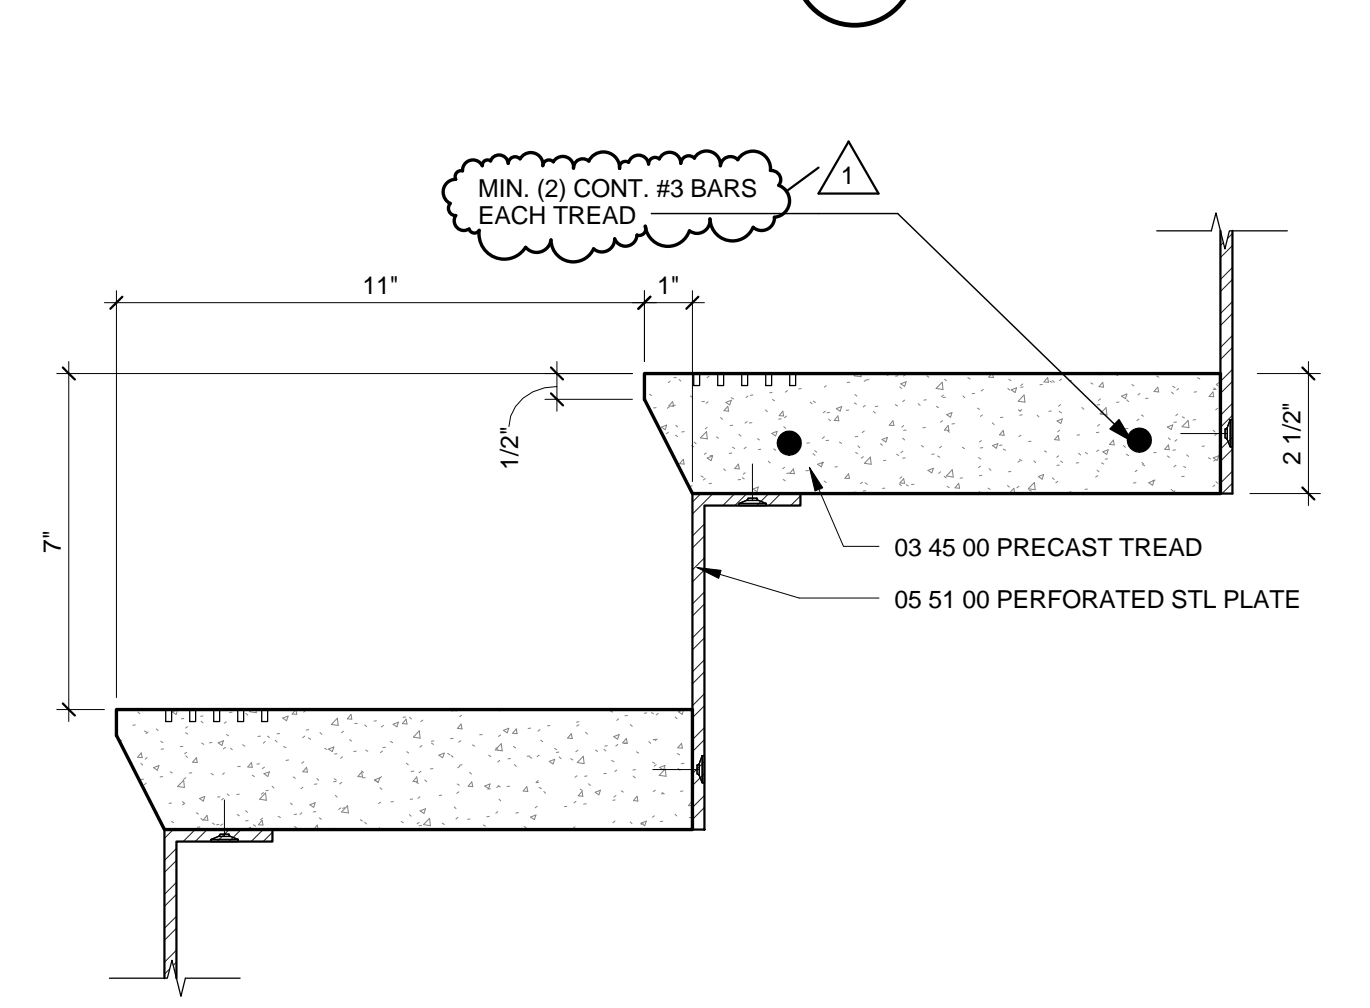 MIN. (2) CONT. #3 BARS
EACH TREAD
1
11"
1"
1/2"
7"
2 1/2"
03 45 00 PRECAST TREAD
05 51 00 PERFORATED STL PLATE